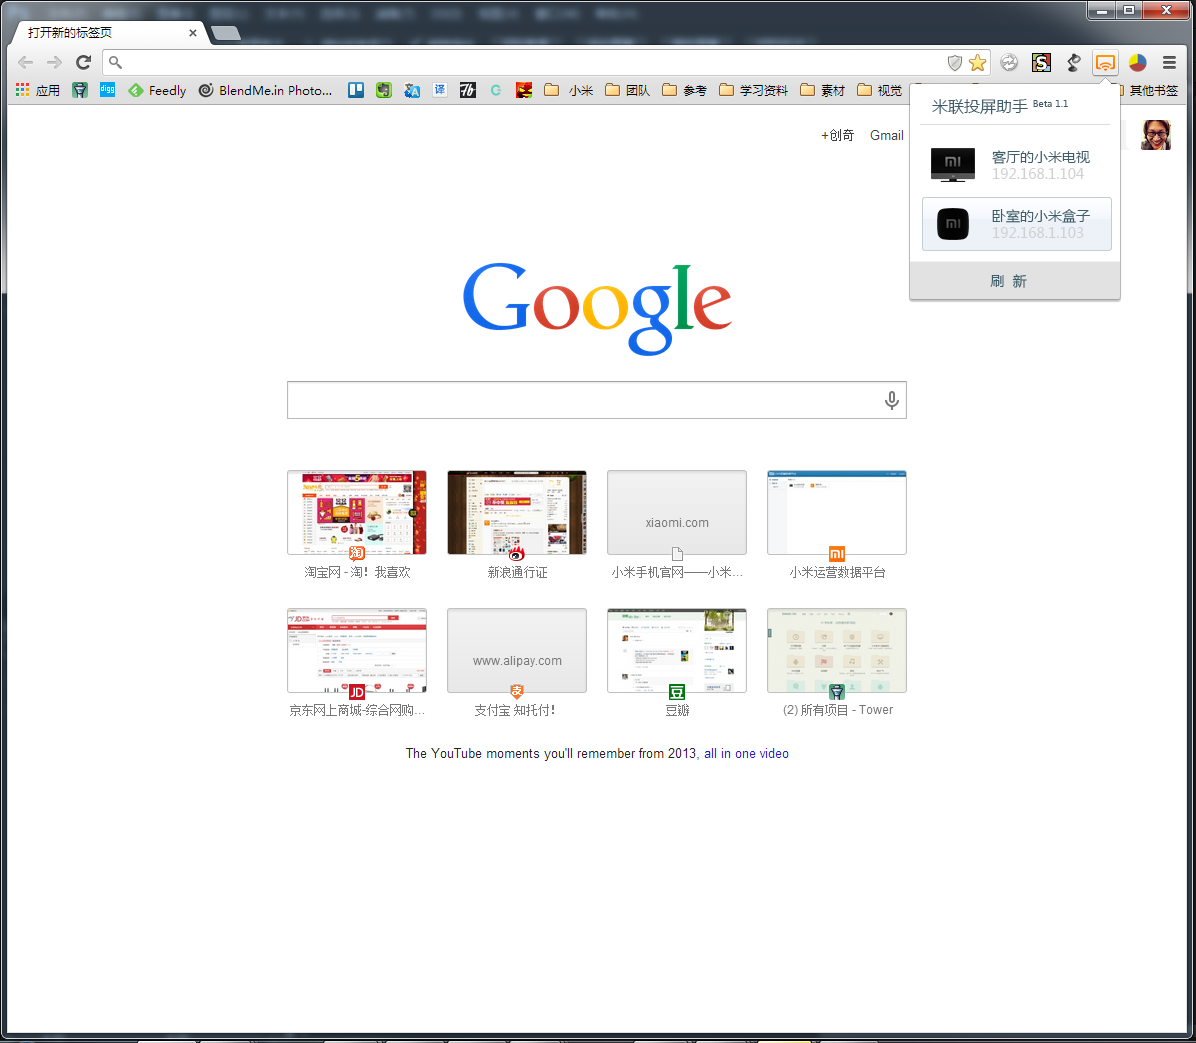 打开新的标签页
应用
digg
Feedly
BlendMe.in Photo...
译
小米
团队
参考
学习资料
素材
视觉
其他书签
+创奇
Gmail
米联投屏助手 Beta 1.1
客厅的小米电视
192.168.1.104
卧室的小米盒子
192.168.1.103
刷 新
Google
xiaomi.com
淘宝网 - 淘！我喜欢
新浪通行证
小米手机官网——小米...
小米运营数据平台
www.alipay.com
京东网上商城-综合网购...
支付宝 知托付！
豆瓣
(2) 所有项目 - Tower
The YouTube moments you'll remember from 2013, all in one video